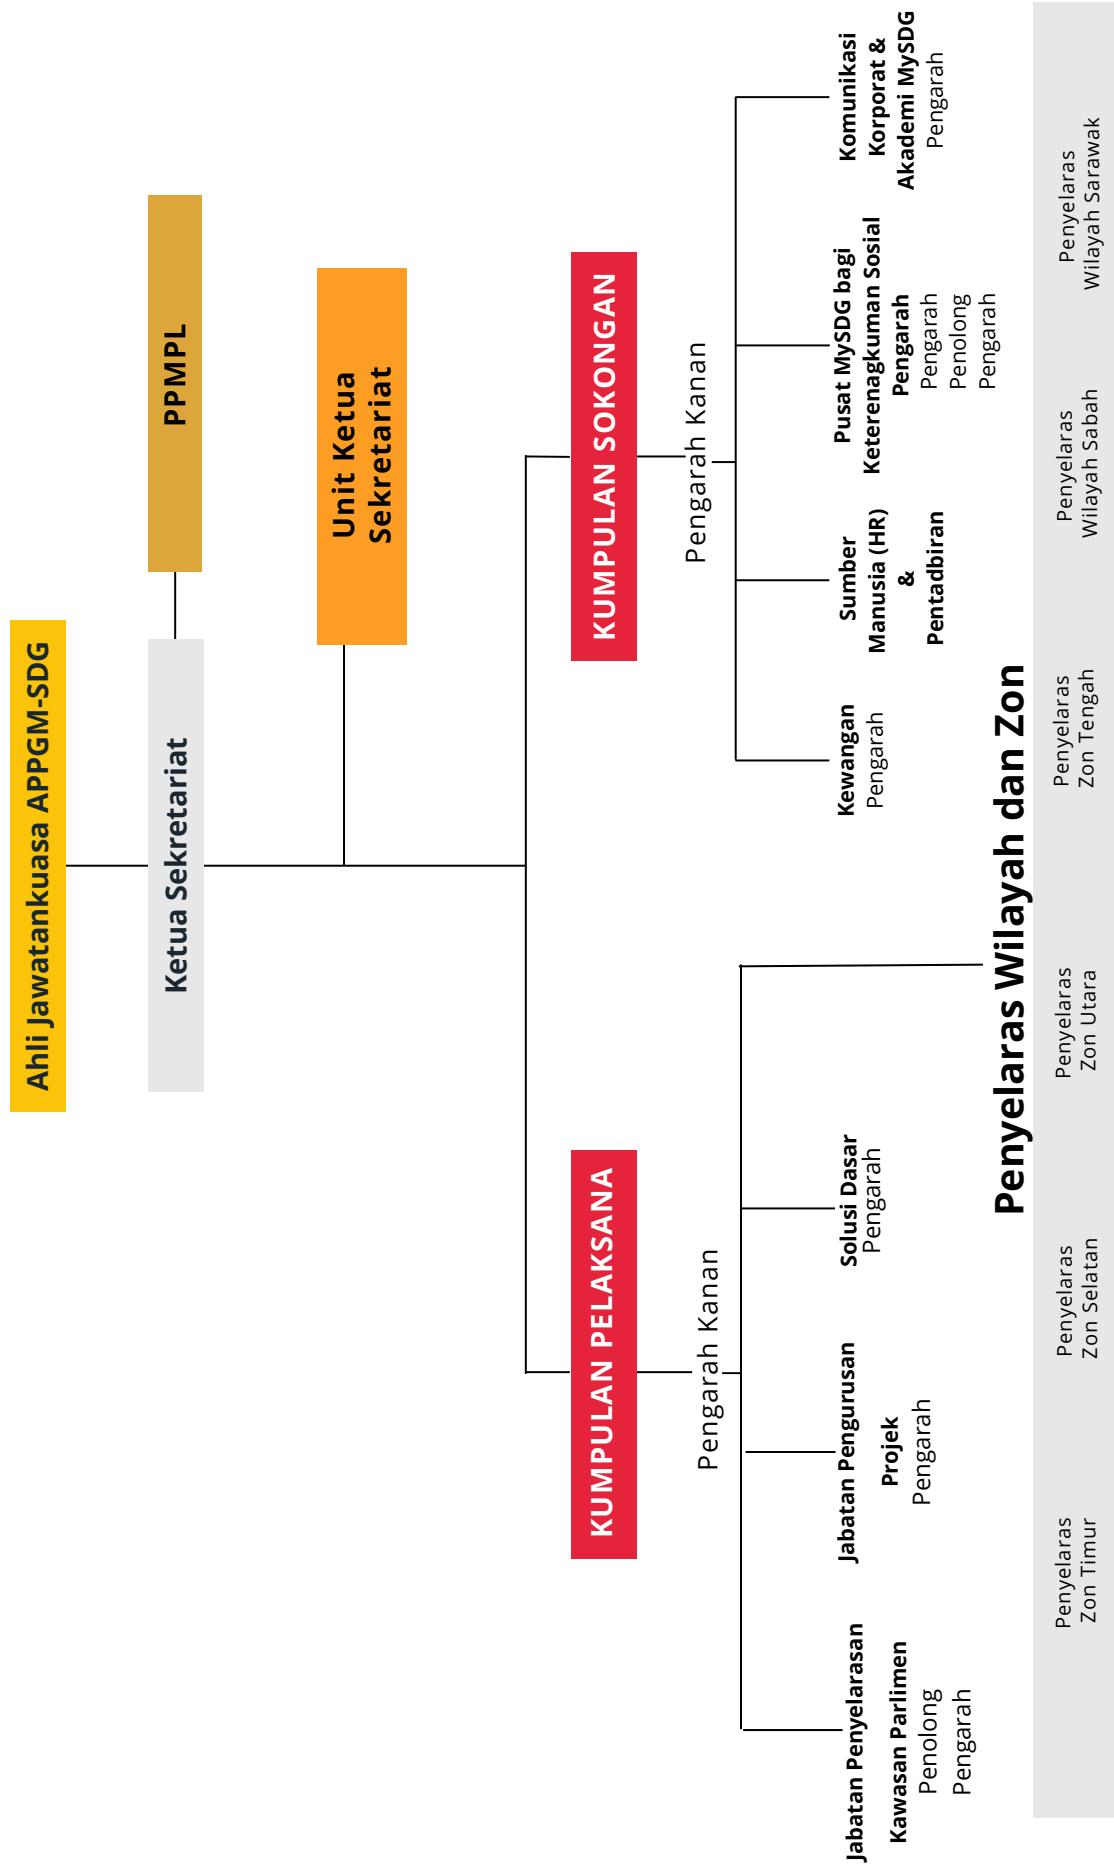 Ahli Jawatankuasa APPGM-SDG
Ketua Sekretariat
PPMPL
Unit Ketua
Sekretariat
KUMPULAN PELAKSANA
Pengarah Kanan
Jabatan Penyelarasan
Kawasan Parlimen
Penolong
Pengarah
Jabatan Pengurusan
Projek
Pengarah
Solusi Dasar
Pengarah
KUMPULAN SOKONGAN
Pengarah Kanan
Kewangan
Pengarah
Sumber
Manusia (HR)
&
Pentadbiran
Pusat MySDG bagi
Keterenagkuman Sosial
Pengarah
Pengarah
Penolong
Pengarah
Komunikasi
Korporat &
Akademi MySDG
Pengarah
Penyelaras Wilayah dan Zon
Penyelaras
Zon Timur
Penyelaras
Zon Selatan
Penyelaras
Zon Utara
Penyelaras
Zon Tengah
Penyelaras
Wilayah Sabah
Penyelaras
Wilayah Sarawak